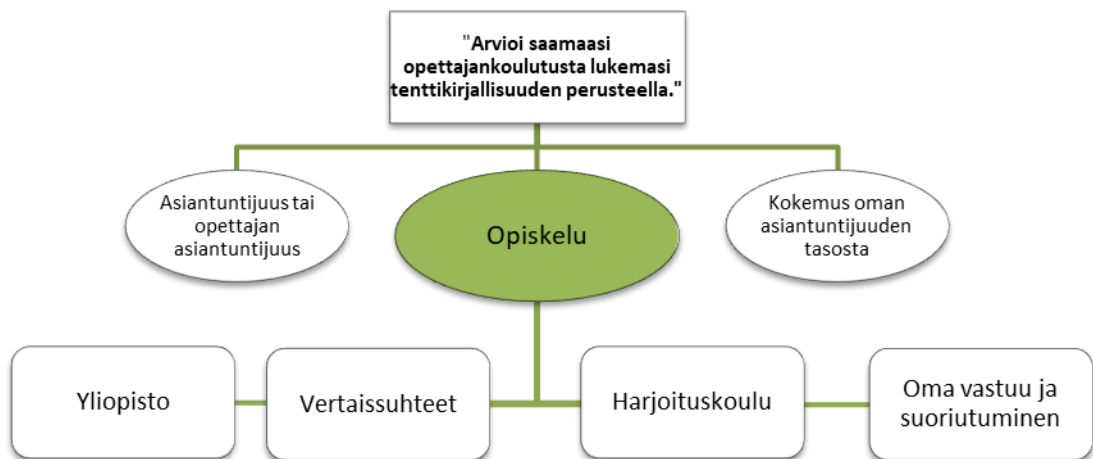 "Arvioi saamaasi
opettajankoulutusta lukemasi
tenttikirjallisuuden perusteella."
Asiantuntijuus tai
opettajan
asiantuntijuus
Opiskelu
Kokemus oman
asiantuntijuuden
tasosta
Yliopisto
Vertaissuhteet
Harjoituskoulu
Oma vastuu ja
suoriutuminen